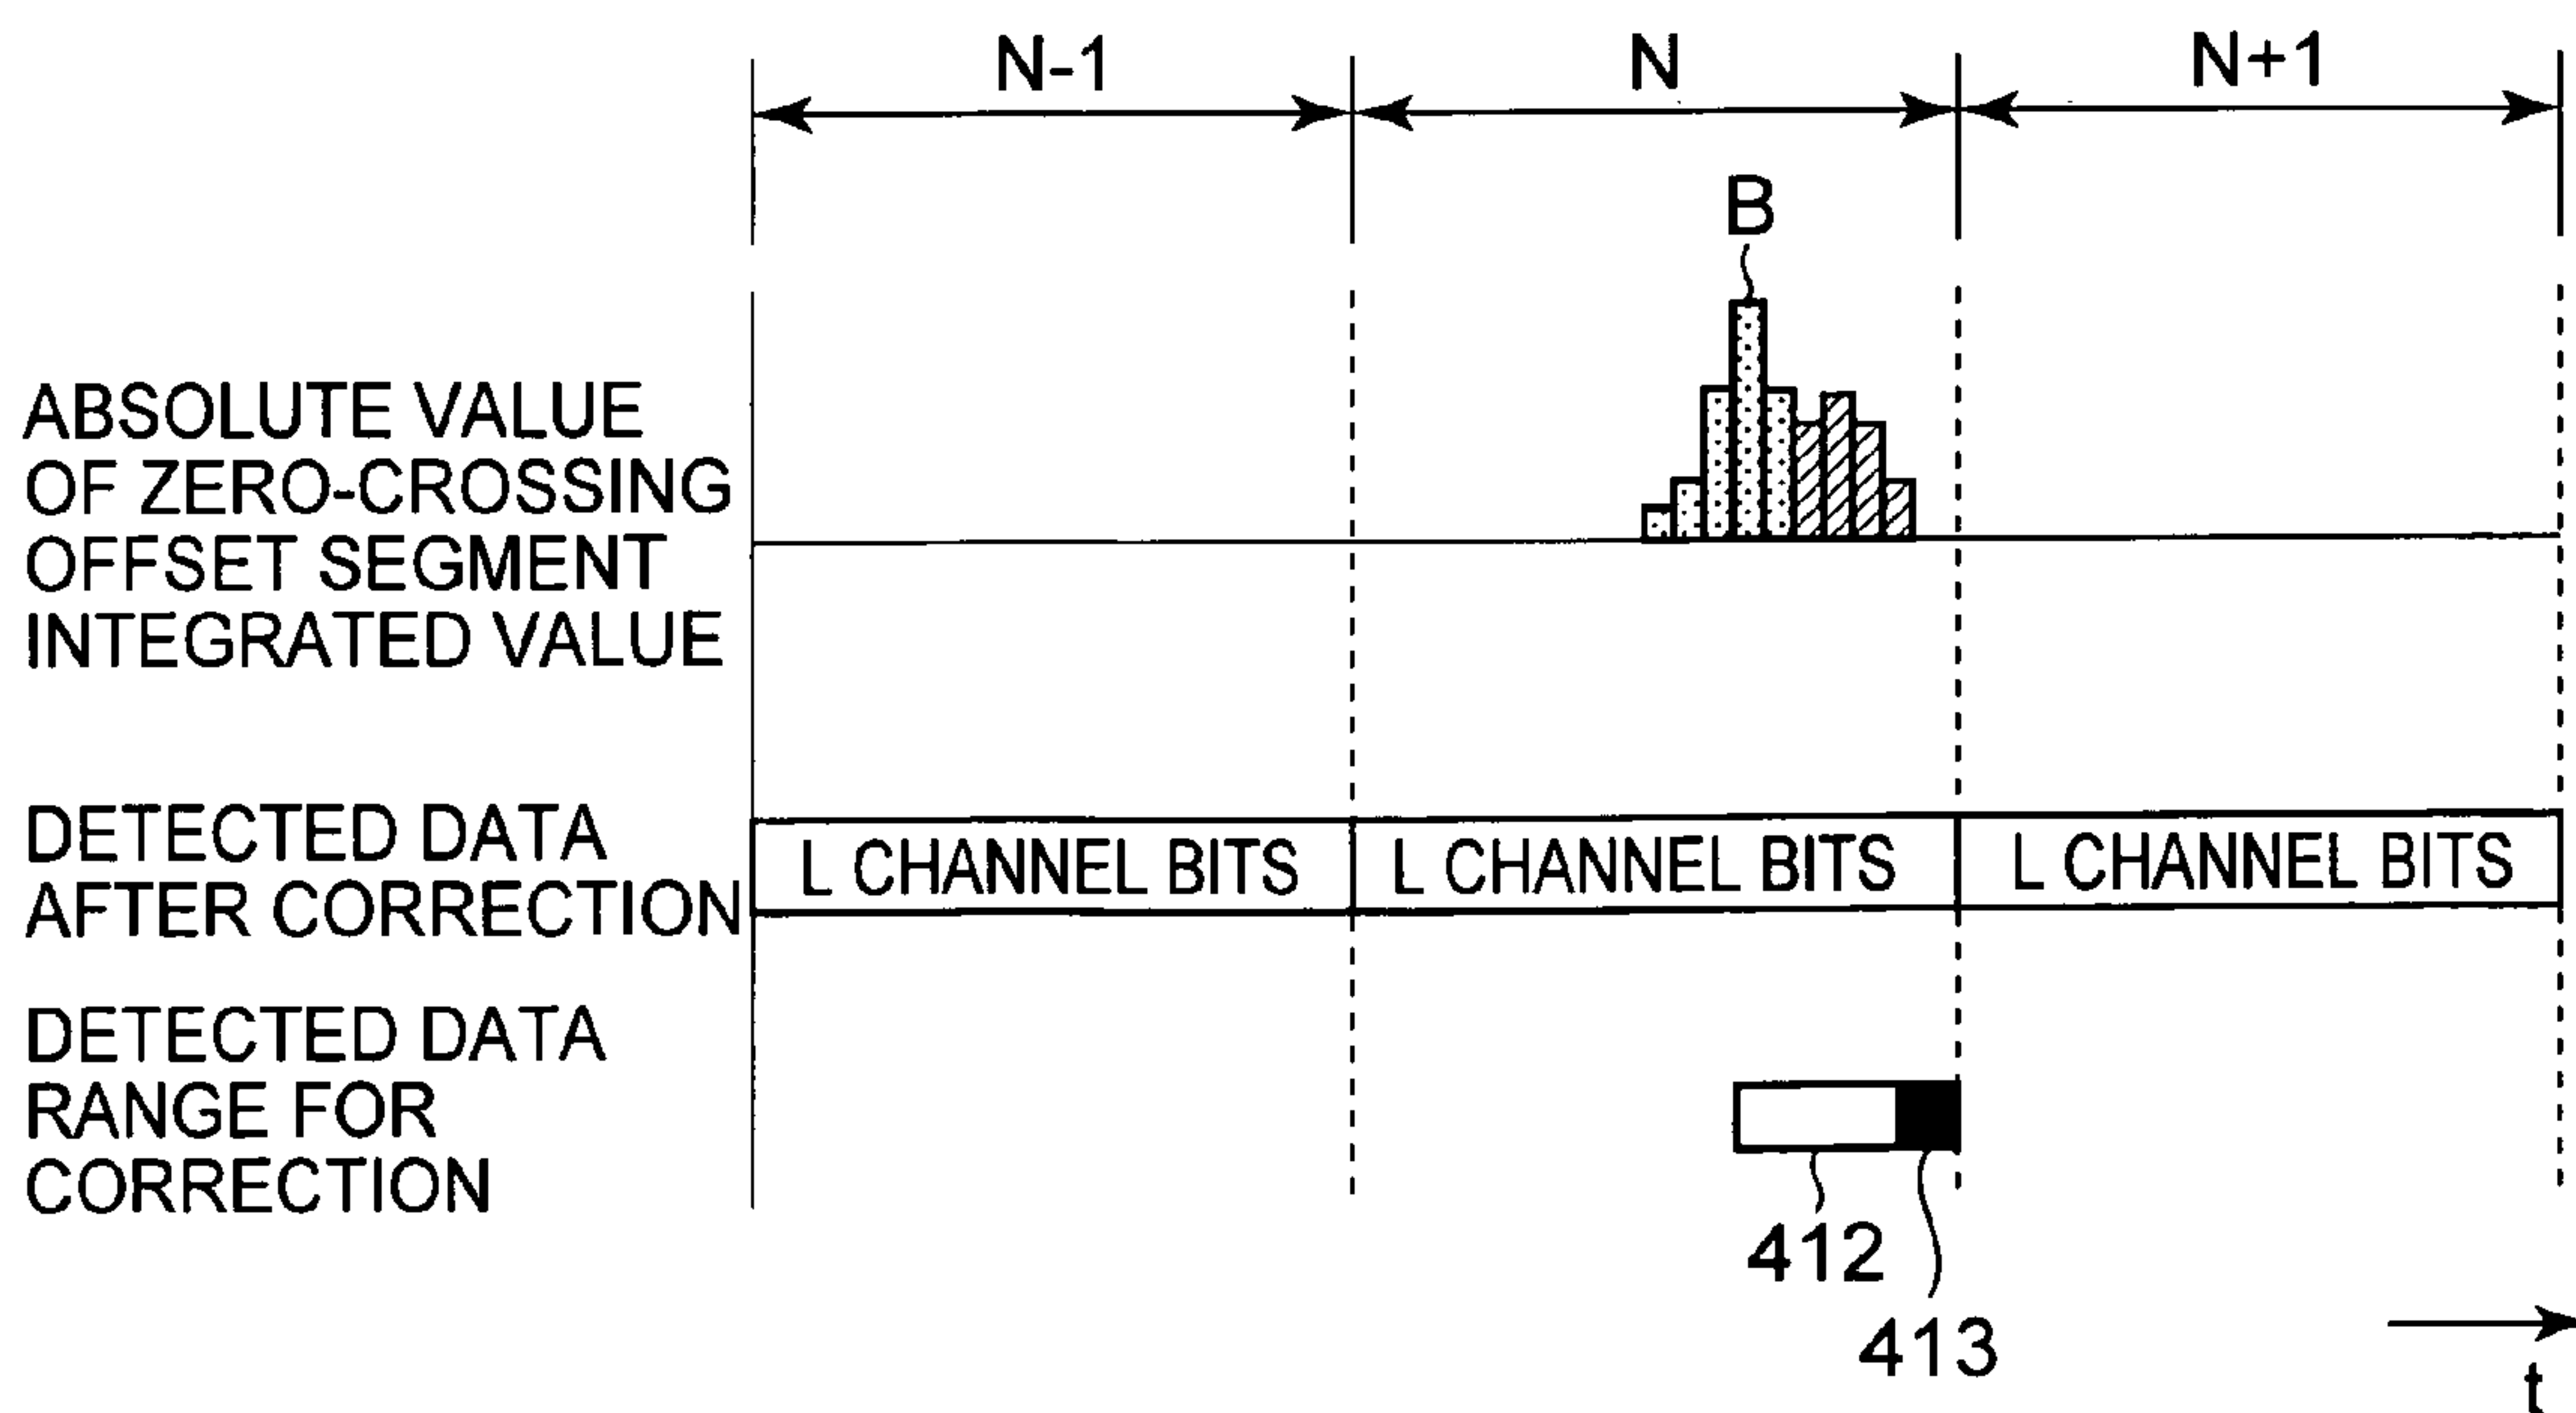 N-1
N
N+1
B
ABSOLUTE VALUE
OF ZERO-CROSSING
OFFSET SEGMENT
INTEGRATED VALUE
DETECTED DATA
AFTER CORRECTION
L CHANNEL BITS
L CHANNEL BITS
L CHANNEL BITS
DETECTED DATA
RANGE FOR
CORRECTION
412
413
t